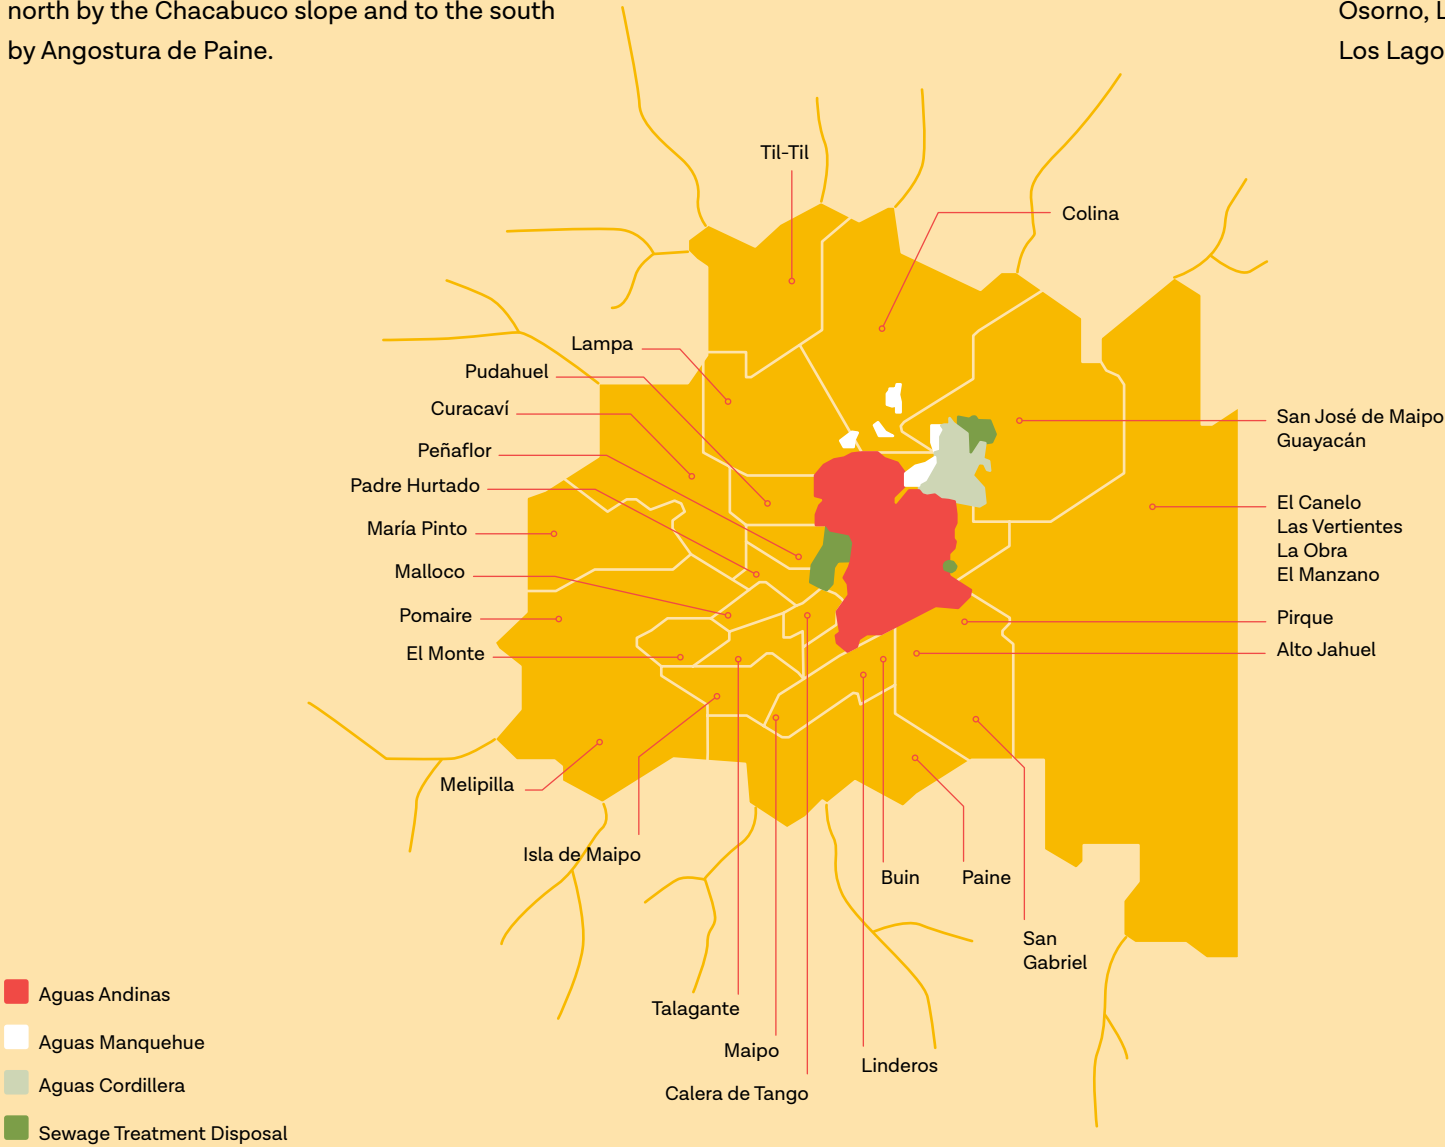 north by the Chacabuco slope and to the south
by Angostura de Paine.
Osorno, L
Los Lago
Til-Til
Colina
Lampa
Pudahuel
Curacaví
Peñaflor
Padre Hurtado
María Pinto
Malloco
Pomaire
El Monte
Melipilla
Isla de Maipo
San José de Maipo
Guayacán
El Canelo
Las Vertientes
La Obra
El Manzano
Pirque
Alto Jahuel
Buin
Paine
San
Gabriel
Talagante
Maipo
Calera de Tango
Linderos
Aguas Andinas
Aguas Manquehue
Aguas Cordillera
Sewage Treatment Disposal